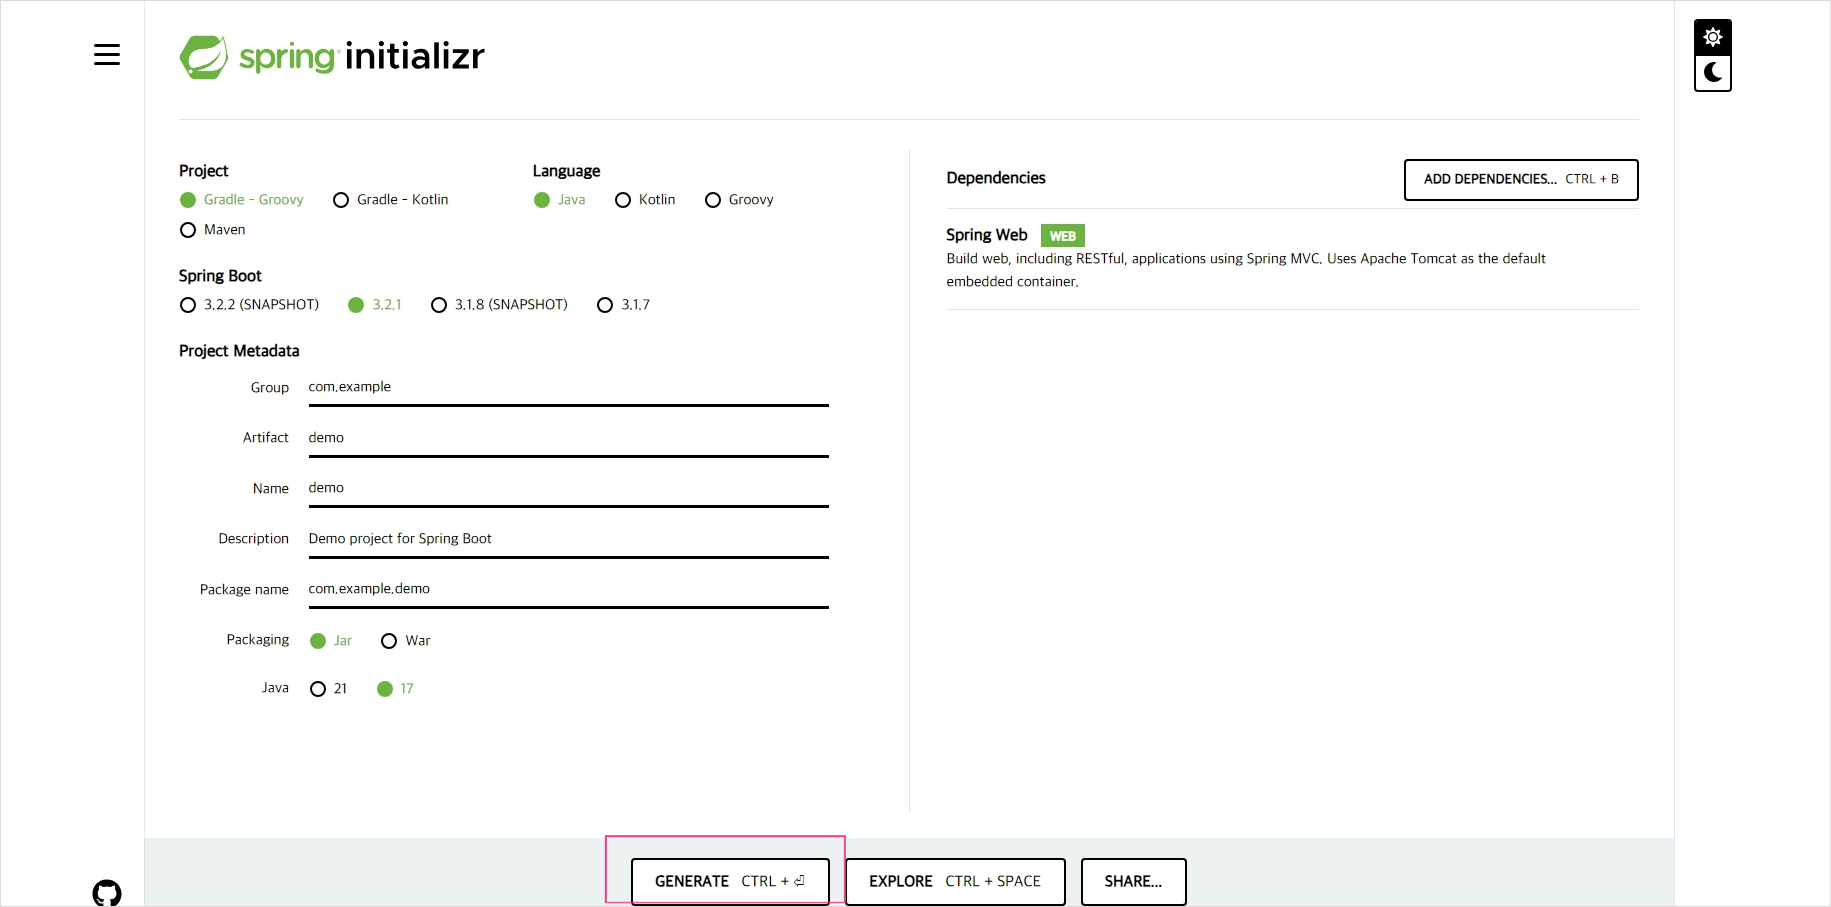 spring initializr
Project
Gradle - Groovy Gradle - Kotlin
Maven
Language
Java Kotlin Groovy
Spring Boot
3.2.2 (SNAPSHOT) 3.2.1 3.1.8 (SNAPSHOT) 3.1.7
Project Metadata
Group com.example
Artifact demo
Name demo
Description Demo project for Spring Boot
Package name com.example.demo
Packaging Jar War
Java 21 17
Dependencies
ADD DEPENDENCIES... CTRL + B
Spring Web WEB
Build web, including RESTful, applications using Spring MVC. Uses Apache Tomcat as the default
embedded container.
GENERATE CTRL + ⏎
EXPLORE CTRL + SPACE
SHARE...